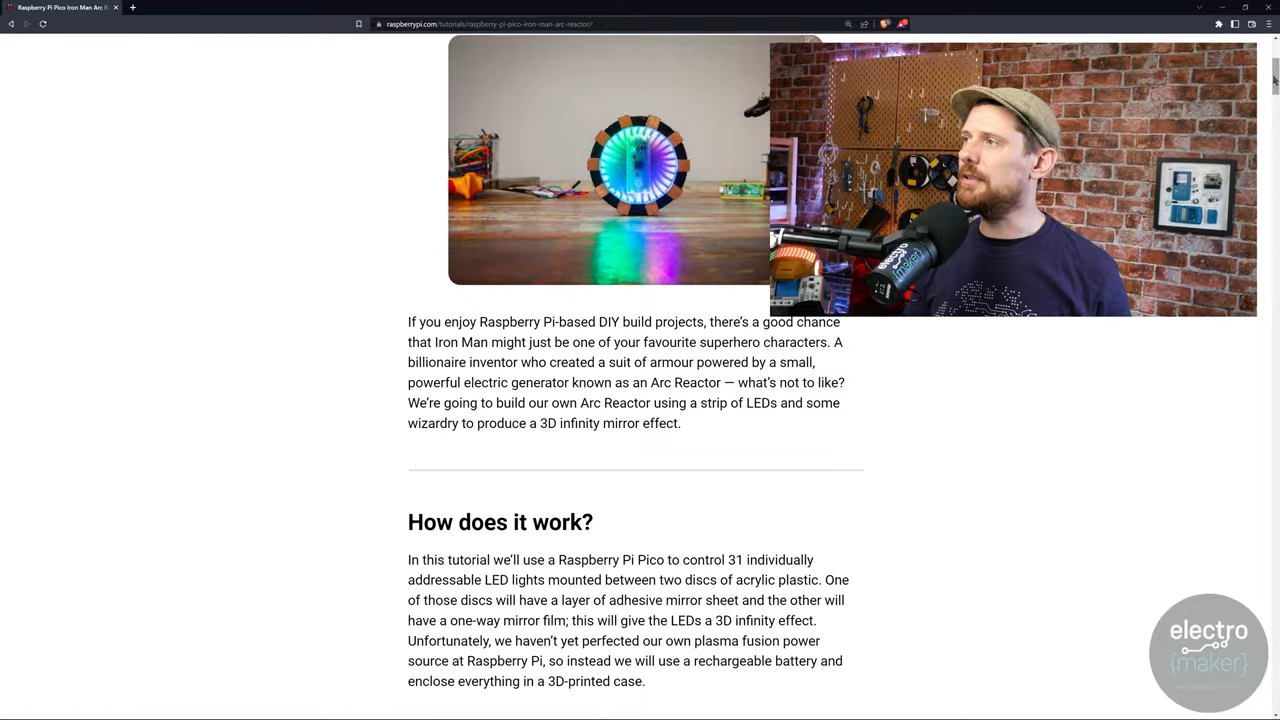 Raspberry Pi Pico Iron Man Arc R
raspberrypi.com/tutorials/raspberry-pi-pico-iron-man-arc-reactor/
electro
{maker}
If you enjoy Raspberry Pi-based DIY build projects, there's a good chance
that Iron Man might just be one of your favourite superhero characters. A
billionaire inventor who created a suit of armour powered by a small,
powerful electric generator known as an Arc Reactor — what's not to like?
We're going to build our own Arc Reactor using a strip of LEDs and some
wizardry to produce a 3D infinity mirror effect.
How does it work?
In this tutorial we'll use a Raspberry Pi Pico to control 31 individually
addressable LED lights mounted between two discs of acrylic plastic. One
of those discs will have a layer of adhesive mirror sheet and the other will
have a one-way mirror film; this will give the LEDs a 3D infinity effect.
Unfortunately, we haven't yet perfected our own plasma fusion power
source at Raspberry Pi, so instead we will use a rechargeable battery and
enclose everything in a 3D-printed case.
electro
{maker}